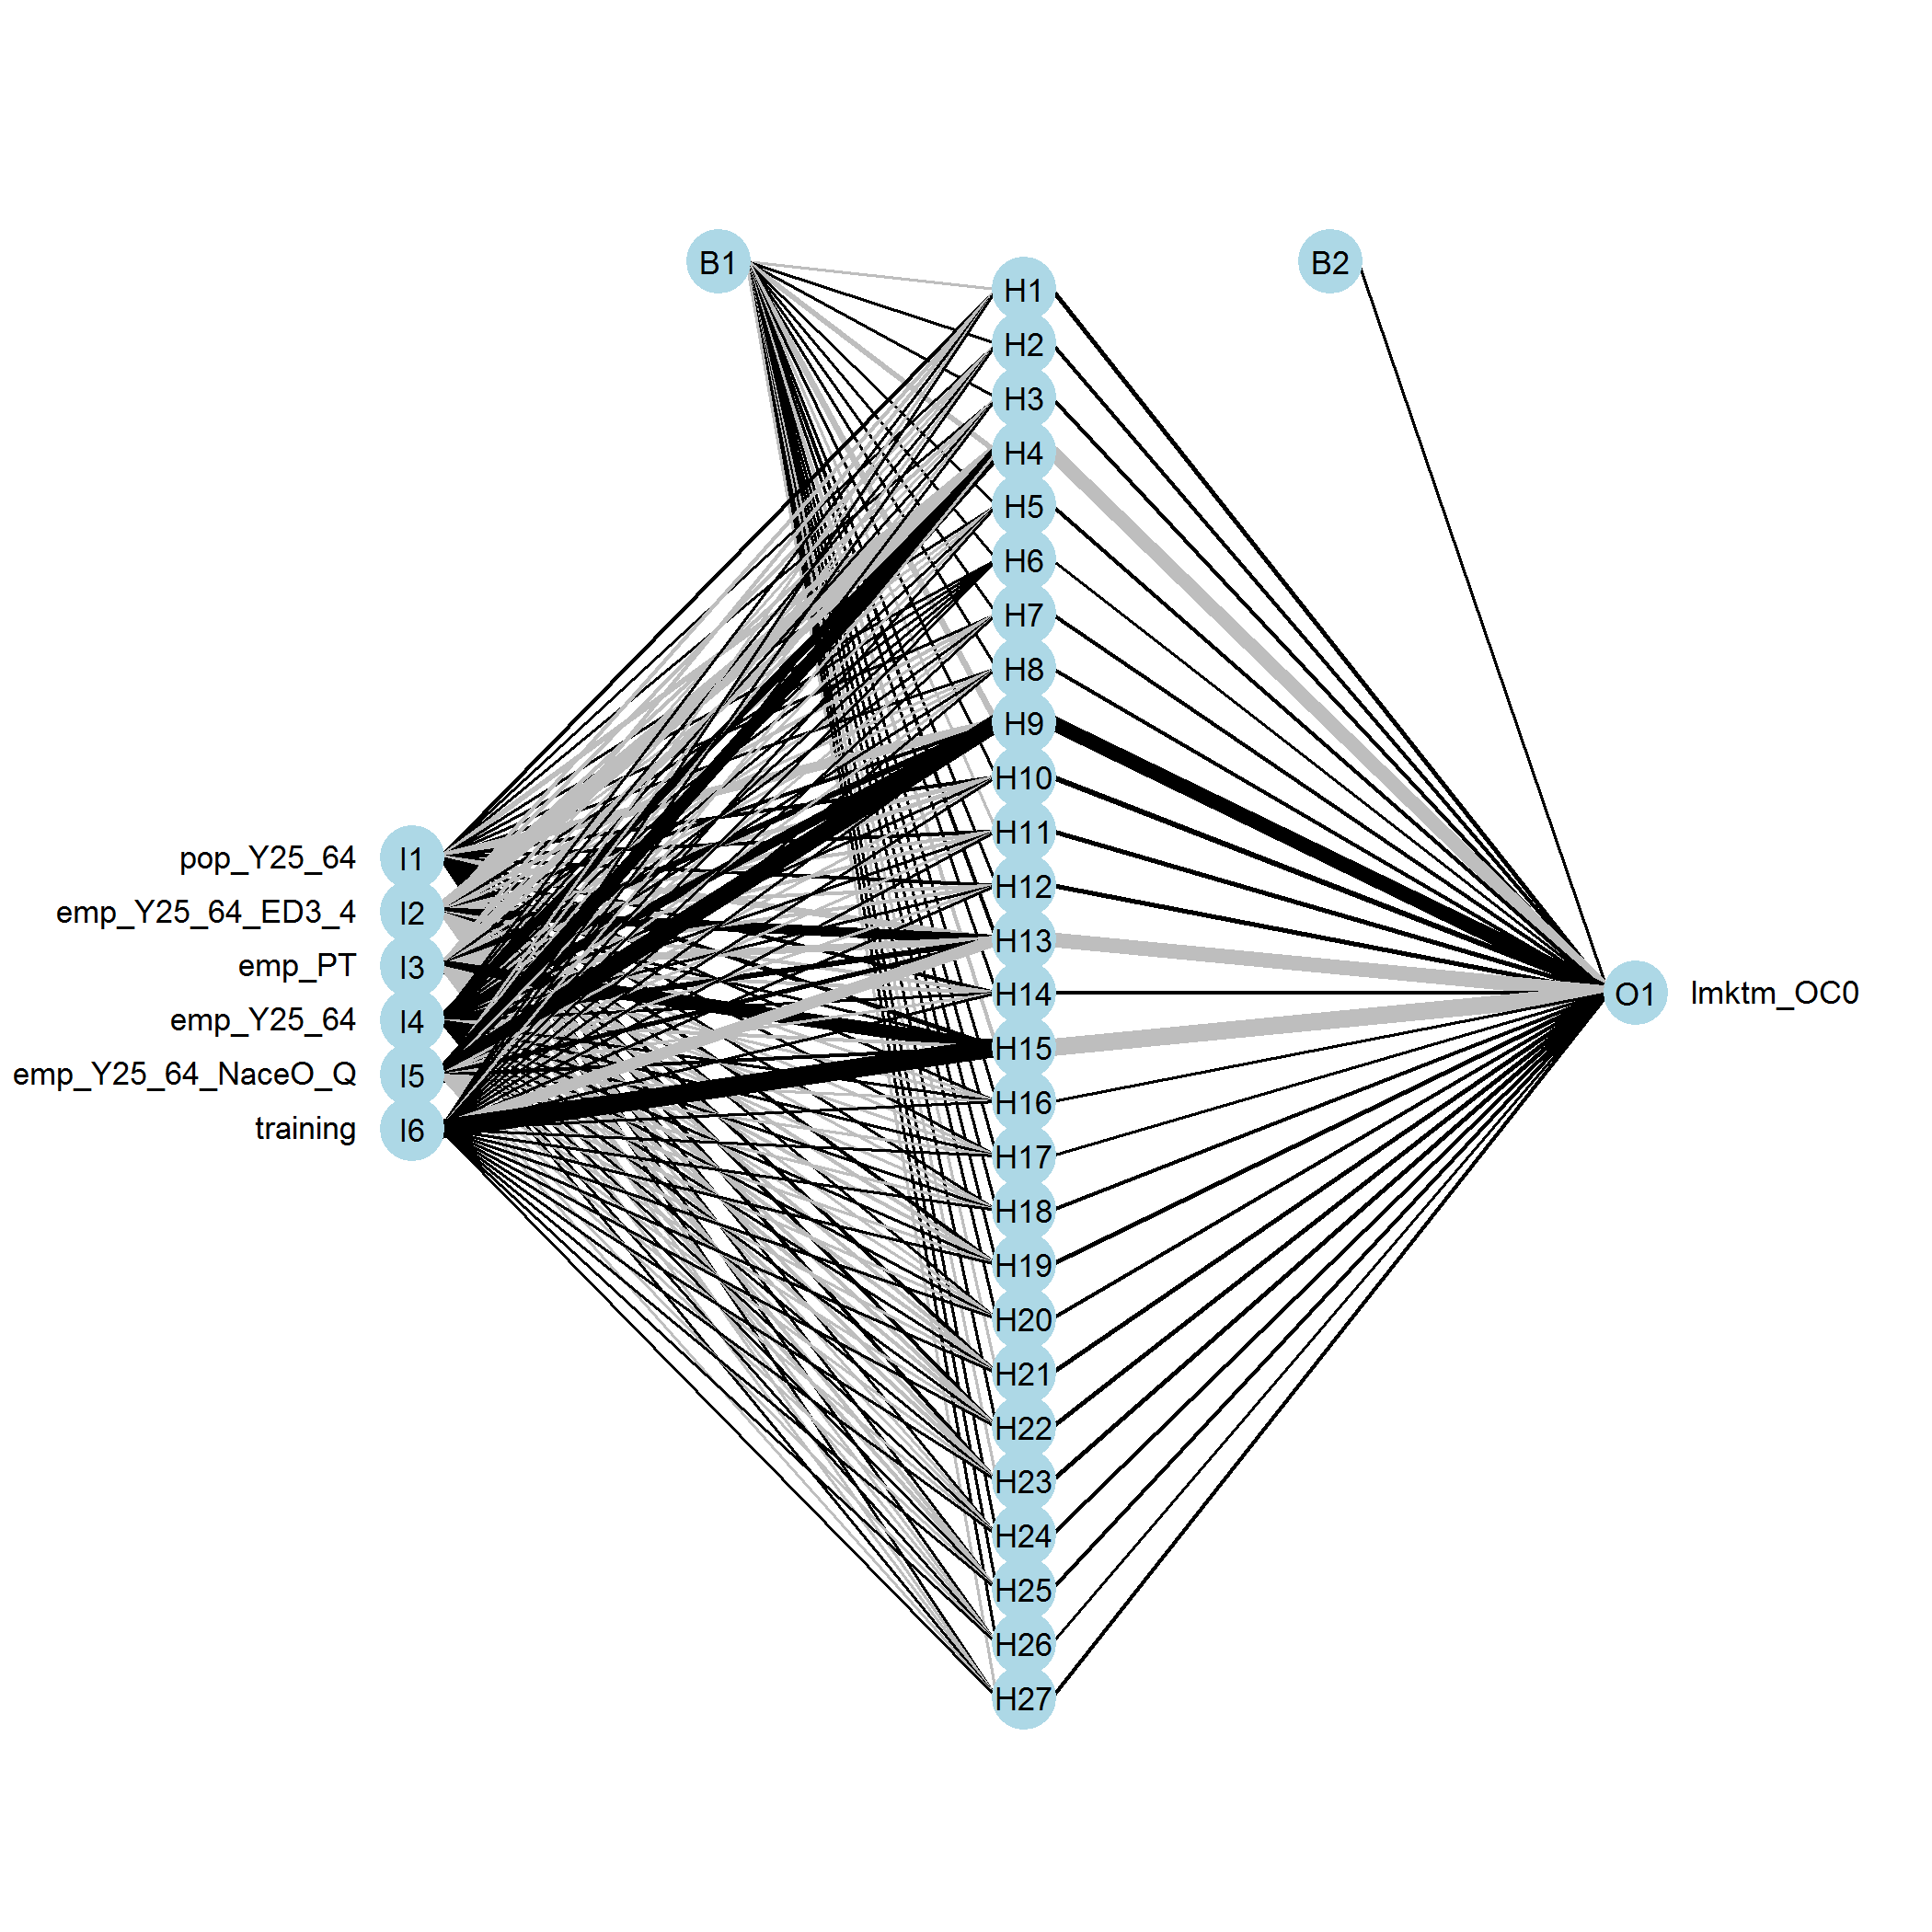 B1
B2
H1
H2
H3
H4
H5
H6
H7
H8
H9
H10
H11
H12
H13
H14
H15
H16
H17
H18
H19
H20
H21
H22
H23
H24
H25
H26
H27
pop_Y25_64 I1
emp_Y25_64_ED3_4 I2
emp_PT I3
emp_Y25_64 I4
emp_Y25_64_NaceO_Q I5
training I6
O1 lmktm_OC0